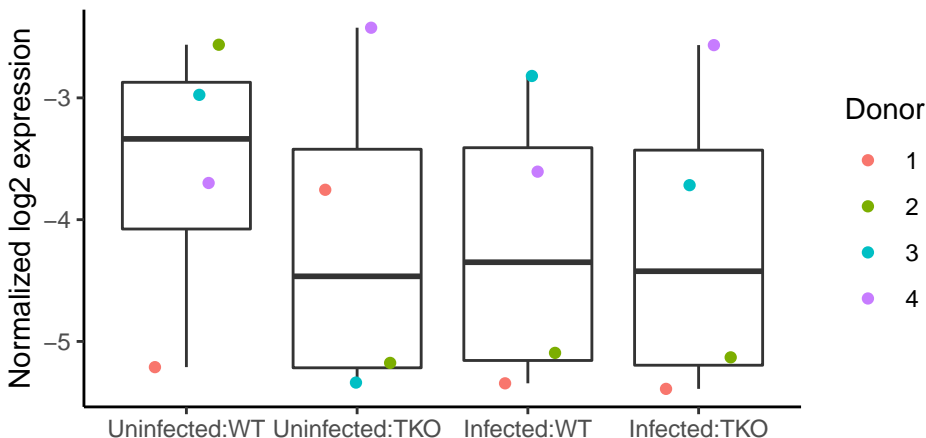 Normalized log2 expression
−3
−4
−5
Uninfected:WT
Uninfected:TKO
Infected:WT
Infected:TKO
Donor
1
2
3
4